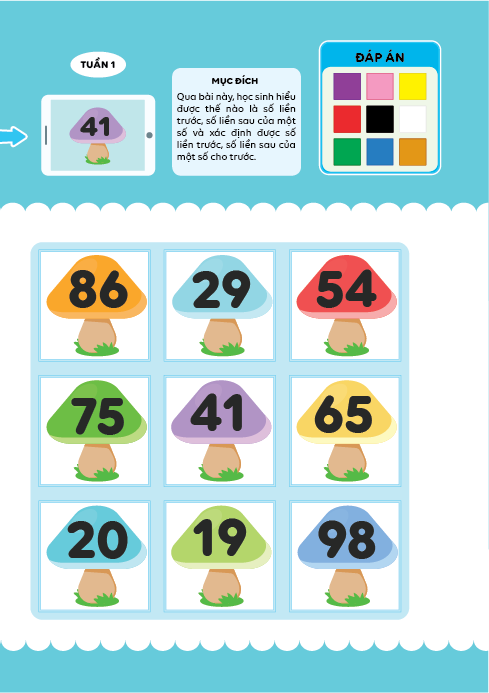 TUẦN 1
41
MỤC ĐÍCH
Qua bài này, học sinh hiểu
được thế nào là số liền
trước, số liền sau của một
số và xác định được số
liền trước, số liền sau của
một số cho trước.
ĐÁP ÁN
86 29 54
75 41 65
20 19 98